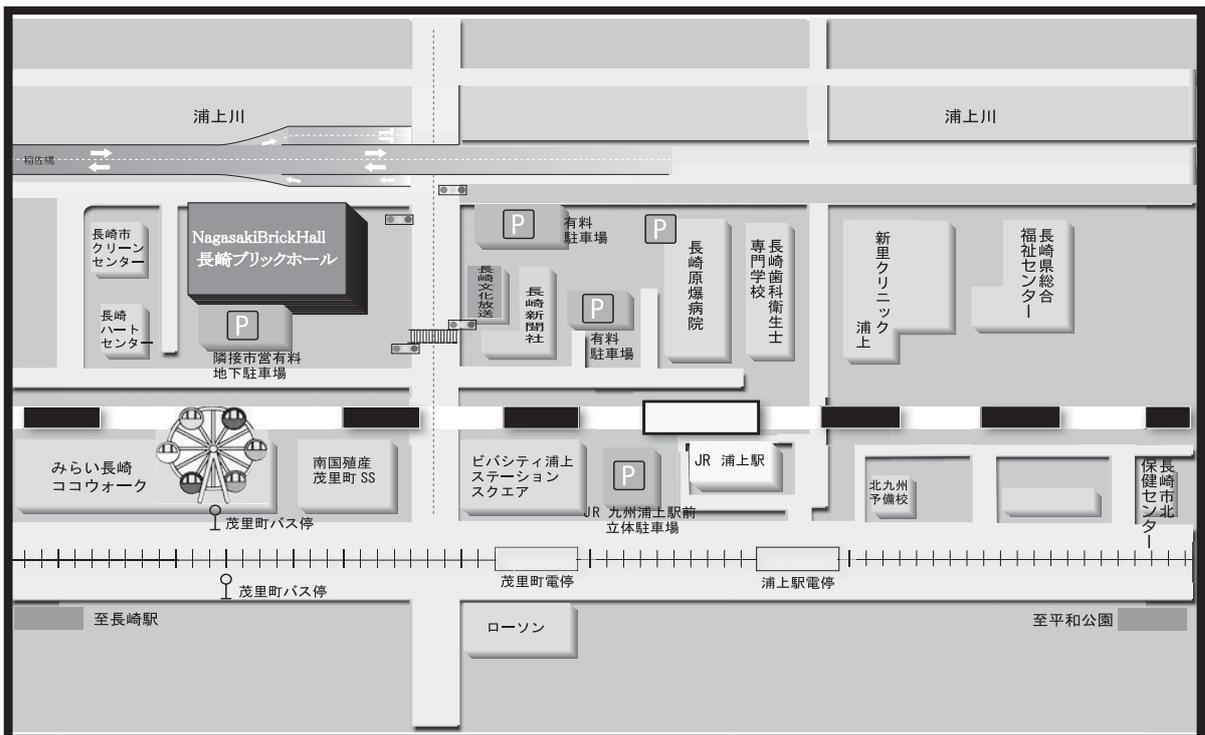 浦上川
浦上川
稲佐橋
長崎市
クリーン
センター
NagasakiBrickHall
長崎ブリックホール
P
有料
駐車場
P
長崎原爆病院
長崎歯科衛生士
専門学校
新里クリニック
浦上
長崎県総合
福祉センター
長崎文化放送
長崎新聞社
P
有料
駐車場
長崎
ハート
センター
P
隣接市営有料
地下駐車場
みらい長崎
ココウォーク
南国殖産
茂里町 SS
ビバシティ浦上
ステーション
スクエア
P
JR 九州浦上駅前
立体駐車場
JR 浦上駅
北九州
予備校
長崎市北
保健センター
茂里町バス停
茂里町バス停
茂里町電停
浦上駅電停
至長崎駅
ローソン
至平和公園